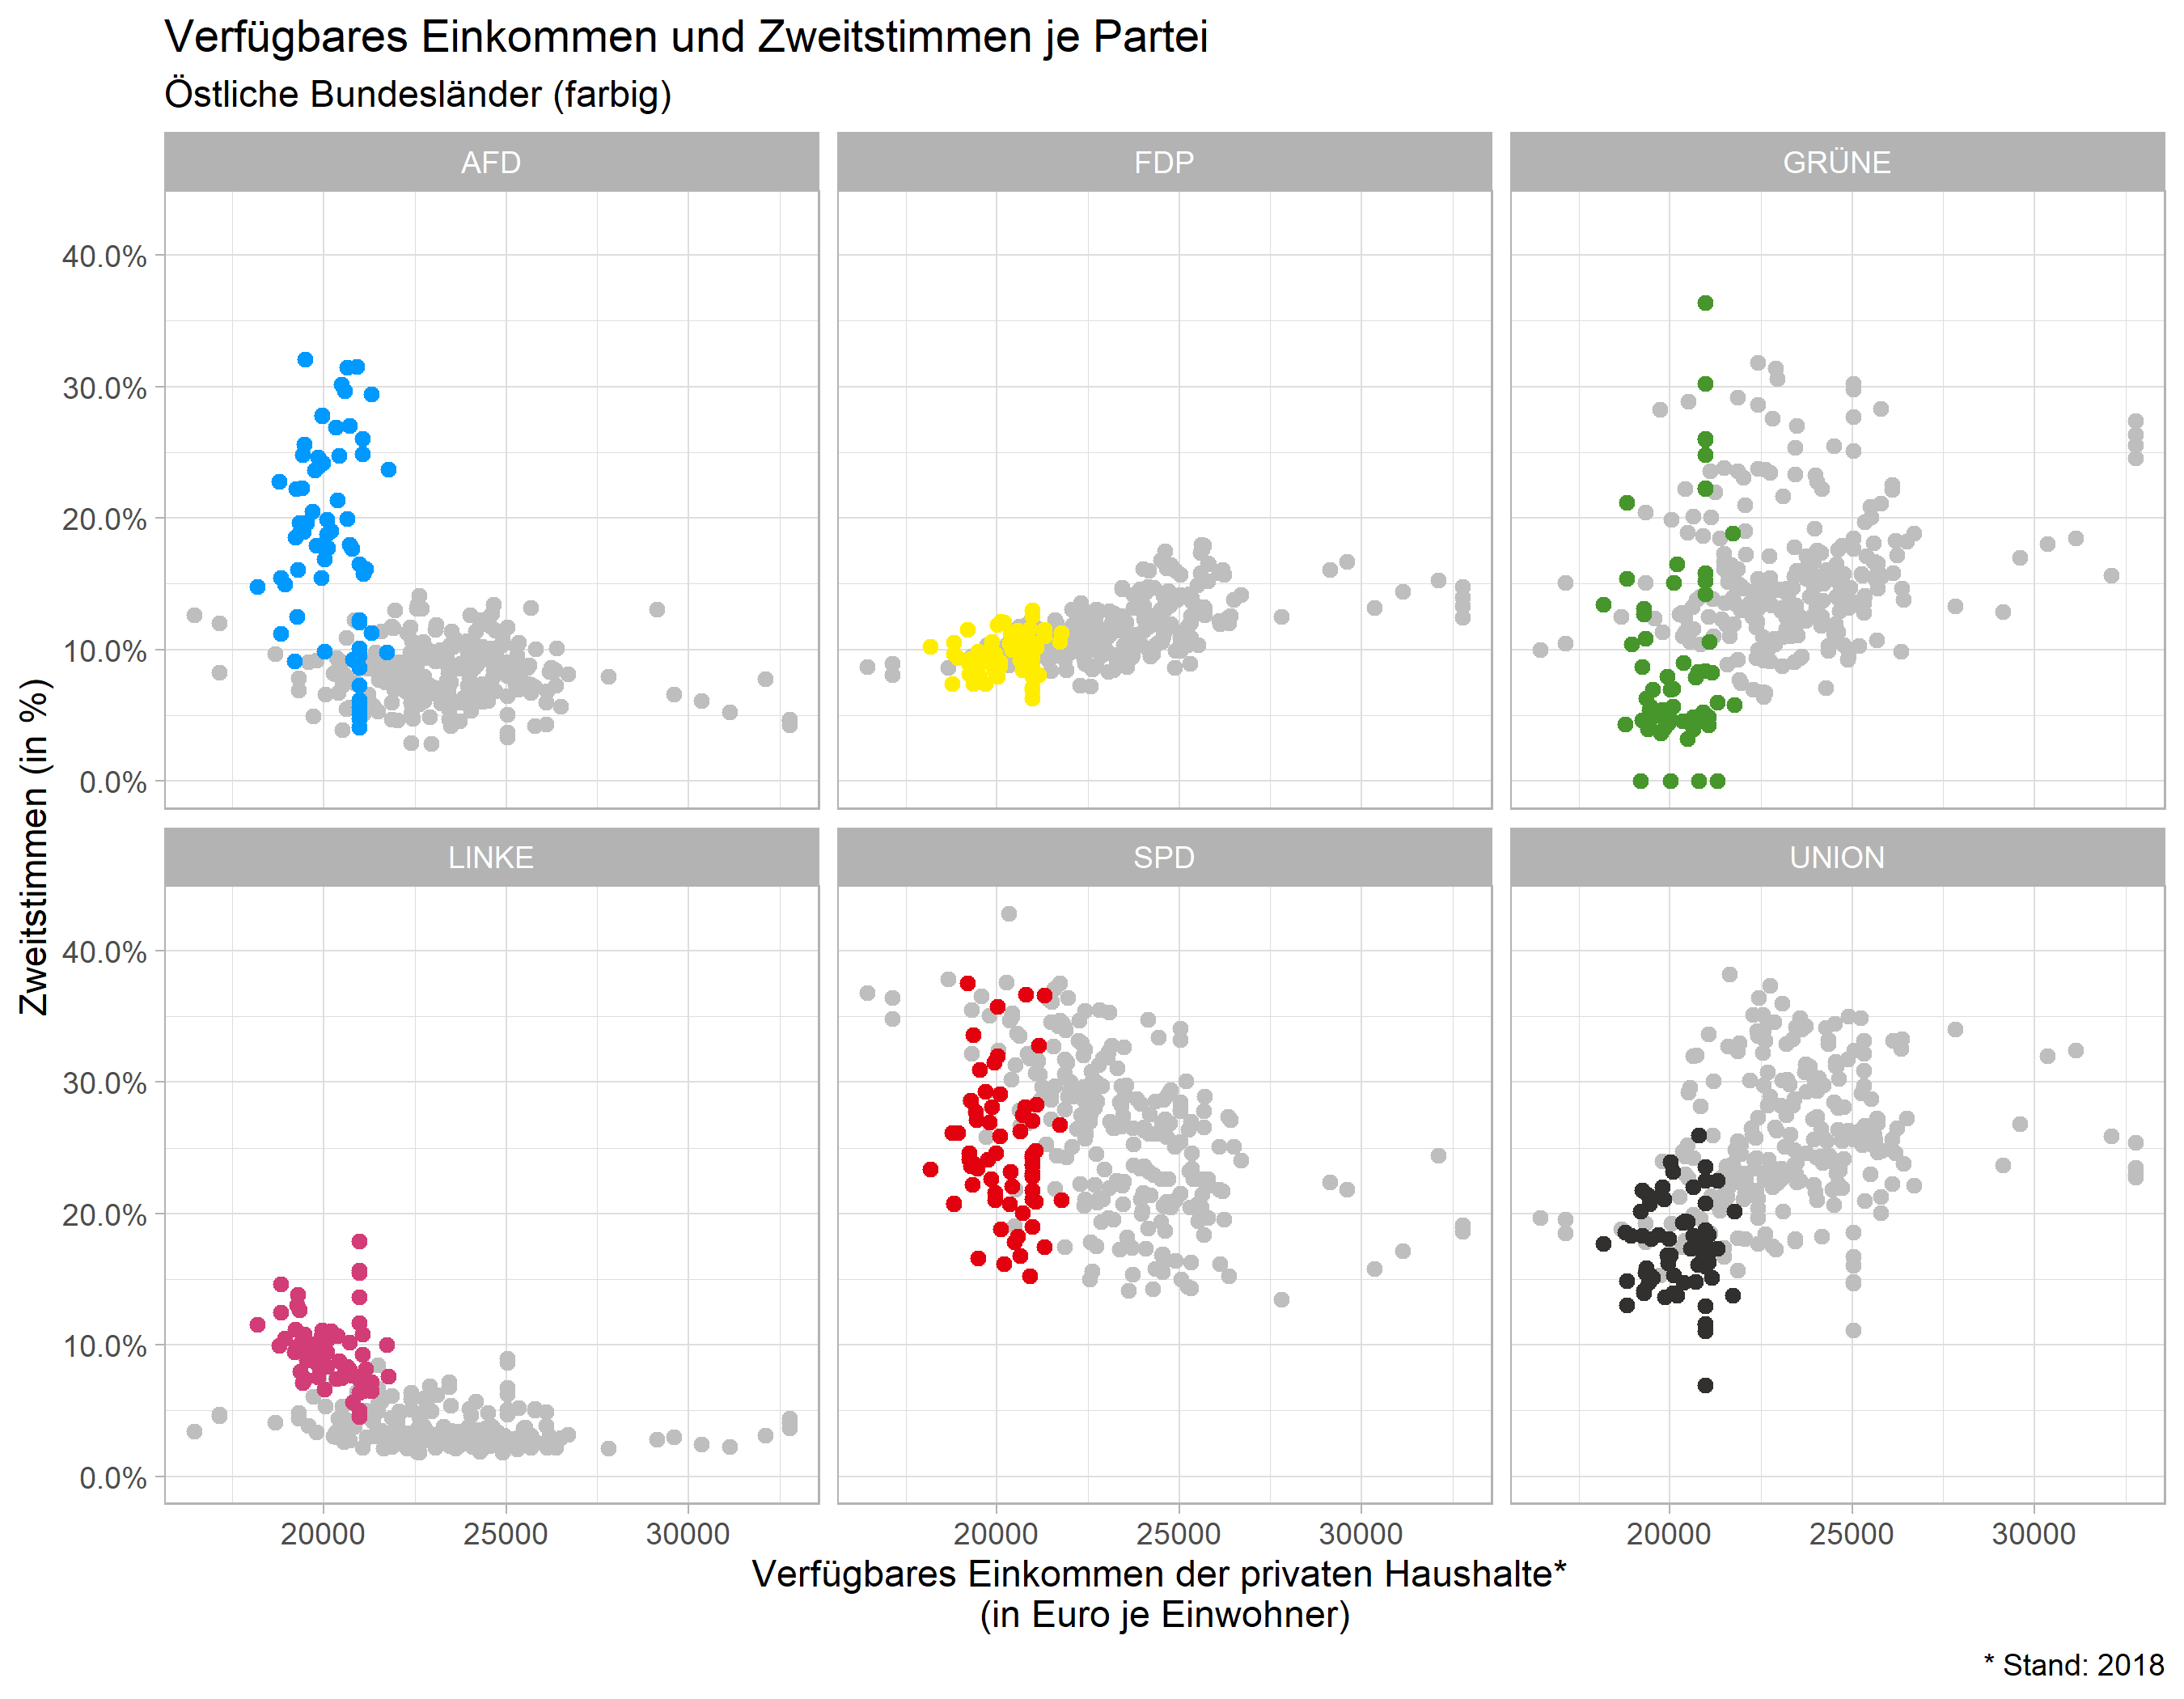 Verfügbares Einkommen und Zweitstimmen je Partei
Östliche Bundesländer (farbig)
AFD
FDP
GRÜNE
40.0%
30.0%
20.0%
10.0%
0.0%
LINKE
SPD
UNION
40.0%
30.0%
20.0%
10.0%
0.0%
Zweitstimmen (in %)
20000 25000 30000 20000 25000 30000 20000 25000 30000
Verfügbares Einkommen der privaten Haushalte*
(in Euro je Einwohner)
* Stand: 2018